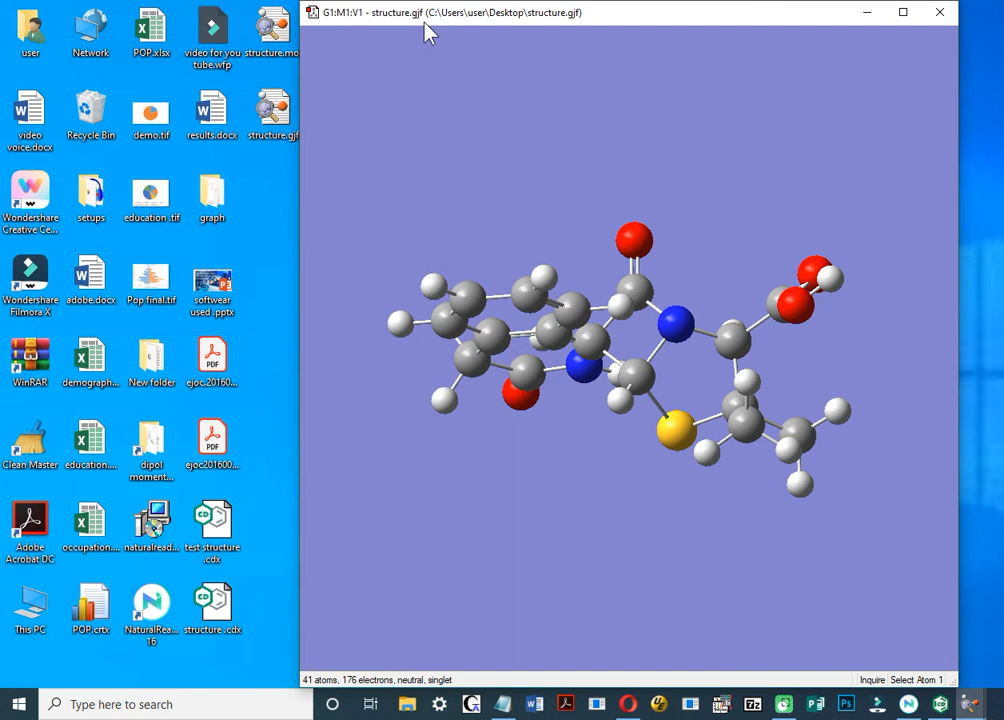 G1:M1:V1 - structure.gjf (C:\Users\user\Desktop\structure.gjf)
user
Network
POP.xlsx
video for you
tube.wfp
structure.mo
video
voice.docx
Recycle Bin
demo.tif
results.docx
structure.gjf
Wondershare
Creative Ce...
setups
education .tif
graph
Wondershare
Filmora X
adobe.docx
Pop final.tif
softwear
used .pptx
WinRAR
demograph...
New folder
ejoc.20160...
Clean Master
education....
dipol
moment...
ejoc201600...
Adobe
Acrobat DC
occupation....
naturalread...
test structure
.cdx
This PC
POP.crtx
NaturalRea...
16
structure .cdx
41 atoms, 176 electrons, neutral, singlet
Inquire
Select Atom 1
Type here to search